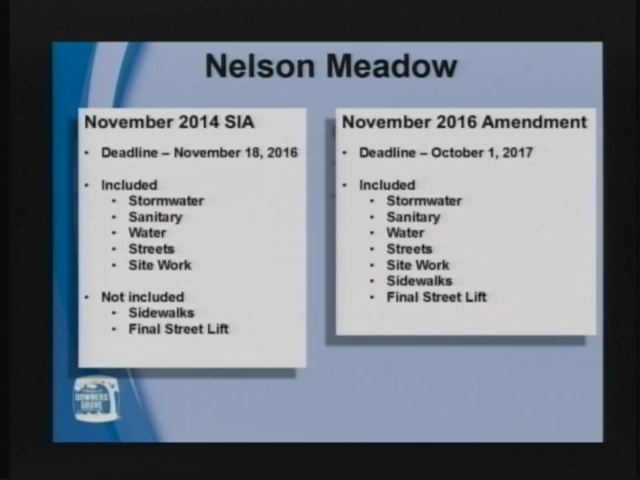 Nelson Meadow
November 2014 SIA
• Deadline – November 18, 2016
• Included
• Stormwater
• Sanitary
• Water
• Streets
• Site Work
• Not included
• Sidewalks
• Final Street Lift
November 2016 Amendment
• Deadline – October 1, 2017
• Included
• Stormwater
• Sanitary
• Water
• Streets
• Site Work
• Sidewalks
• Final Street Lift
DOWNERS
GROVE